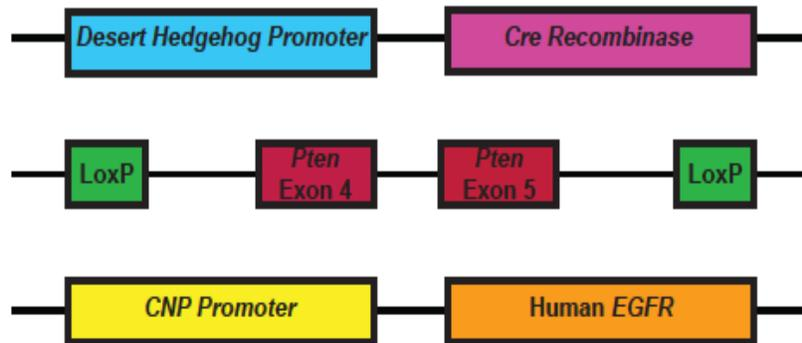 Desert Hedgehog Promoter
Cre Recombinase
LoxP
Pten
Exon 4
Pten
Exon 5
LoxP
CNP Promoter
Human EGFR